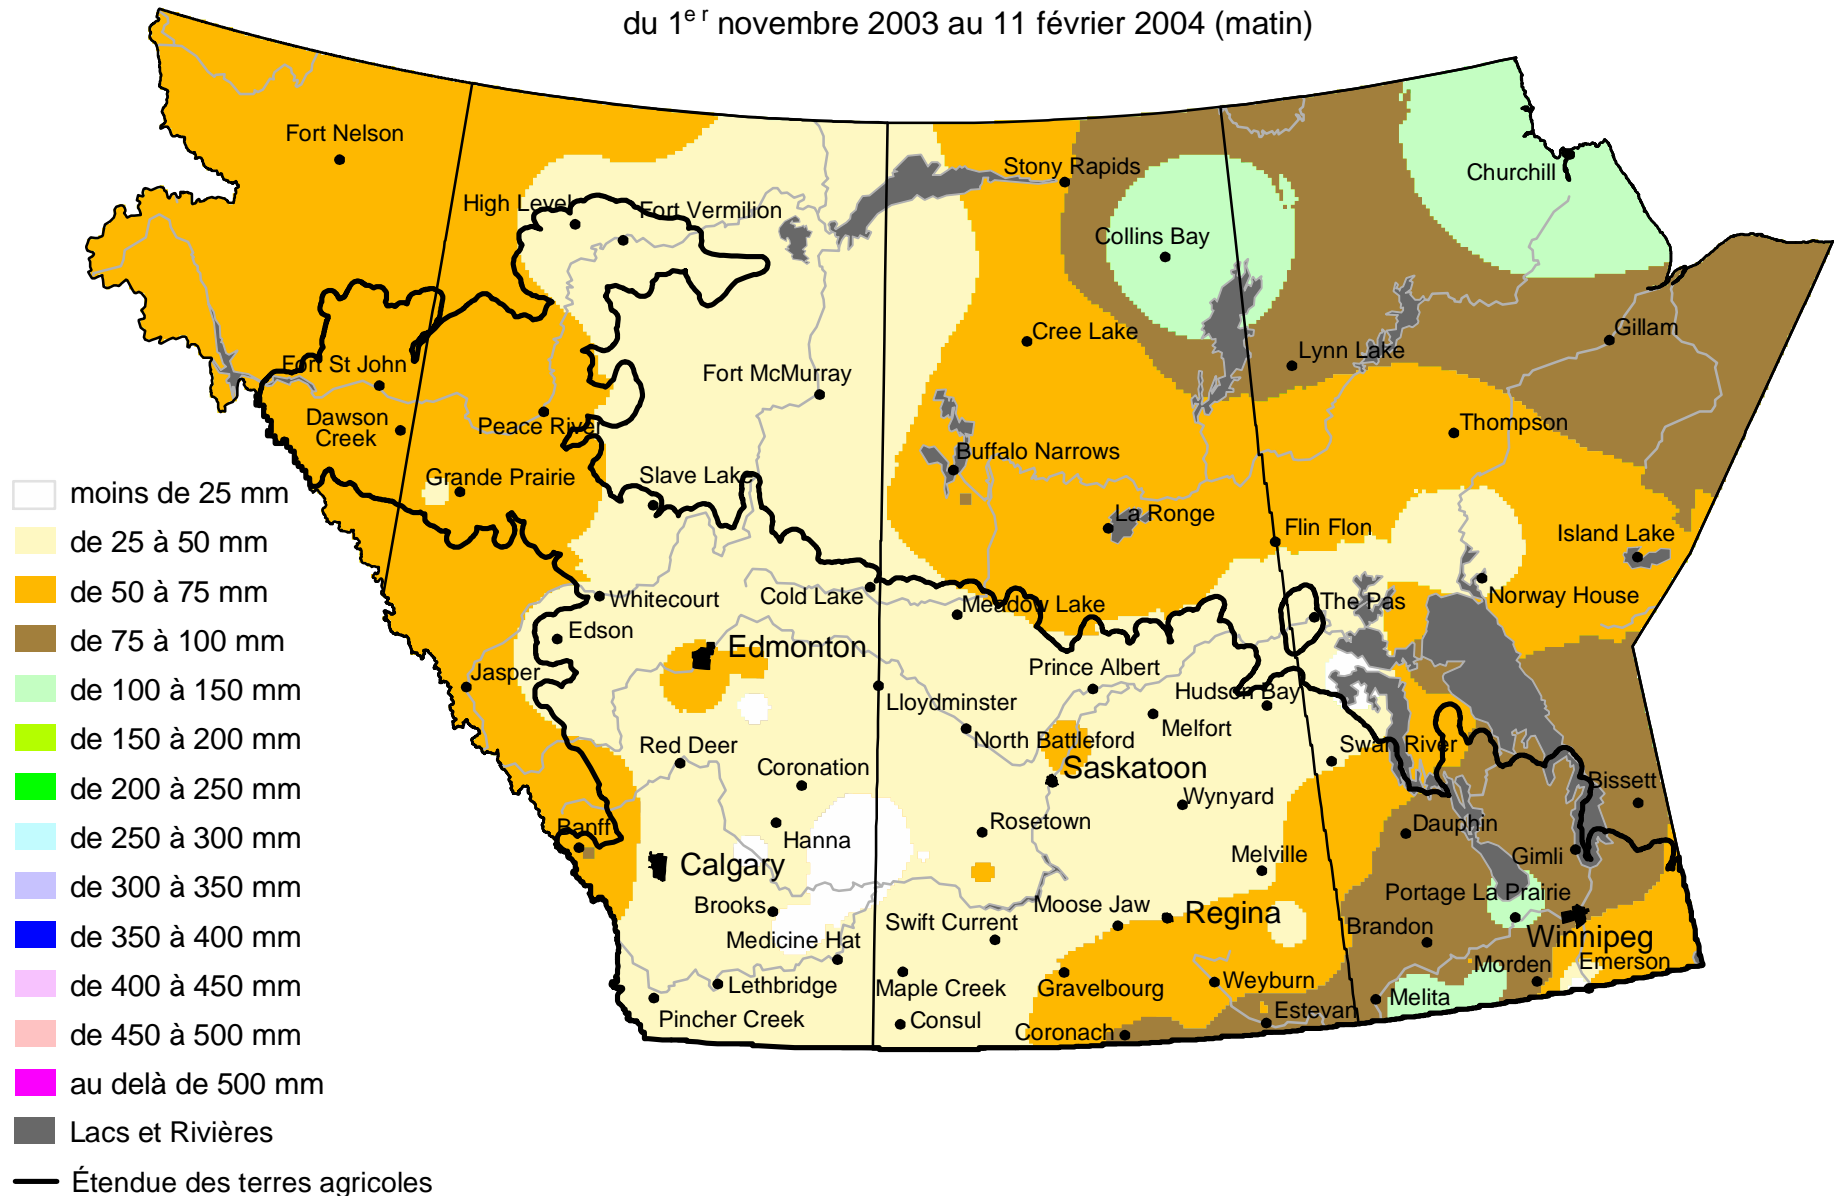 du 1er novembre 2003 au 11 février 2004 (matin)
Fort Nelson
Stony Rapids
Churchill
High Level
Fort Vermilion
Collins Bay
Cree Lake
Gillam
Lynn Lake
Fort St John
Fort McMurray
Dawson
Creek
Peace River
Thompson
Buffalo Narrows
Grande Prairie
Slave Lake
La Ronge
Flin Flon
Island Lake
Whitecourt
Cold Lake
Meadow Lake
The Pas
Norway House
Edson
Edmonton
Jasper
Prince Albert
Hudson Bay
Lloydminster
Melfort
North Battleford
Red Deer
Swan River
Coronation
Saskatoon
Bissett
Wynyard
Banff
Hanna
Rosetown
Dauphin
Calgary
Melville
Gimli
Portage La Prairie
Brooks
Moose Jaw
Regina
Swift Current
Brandon
Medicine Hat
Winnipeg
Morden
Emerson
Lethbridge
Maple Creek
Gravelbourg
Weyburn
Melita
Pincher Creek
Consul
Coronach
Estevan
moins de 25 mm
de 25 à 50 mm
de 50 à 75 mm
de 75 à 100 mm
de 100 à 150 mm
de 150 à 200 mm
de 200 à 250 mm
de 250 à 300 mm
de 300 à 350 mm
de 350 à 400 mm
de 400 à 450 mm
de 450 à 500 mm
au delà de 500 mm
Lacs et Rivières
Étendue des terres agricoles